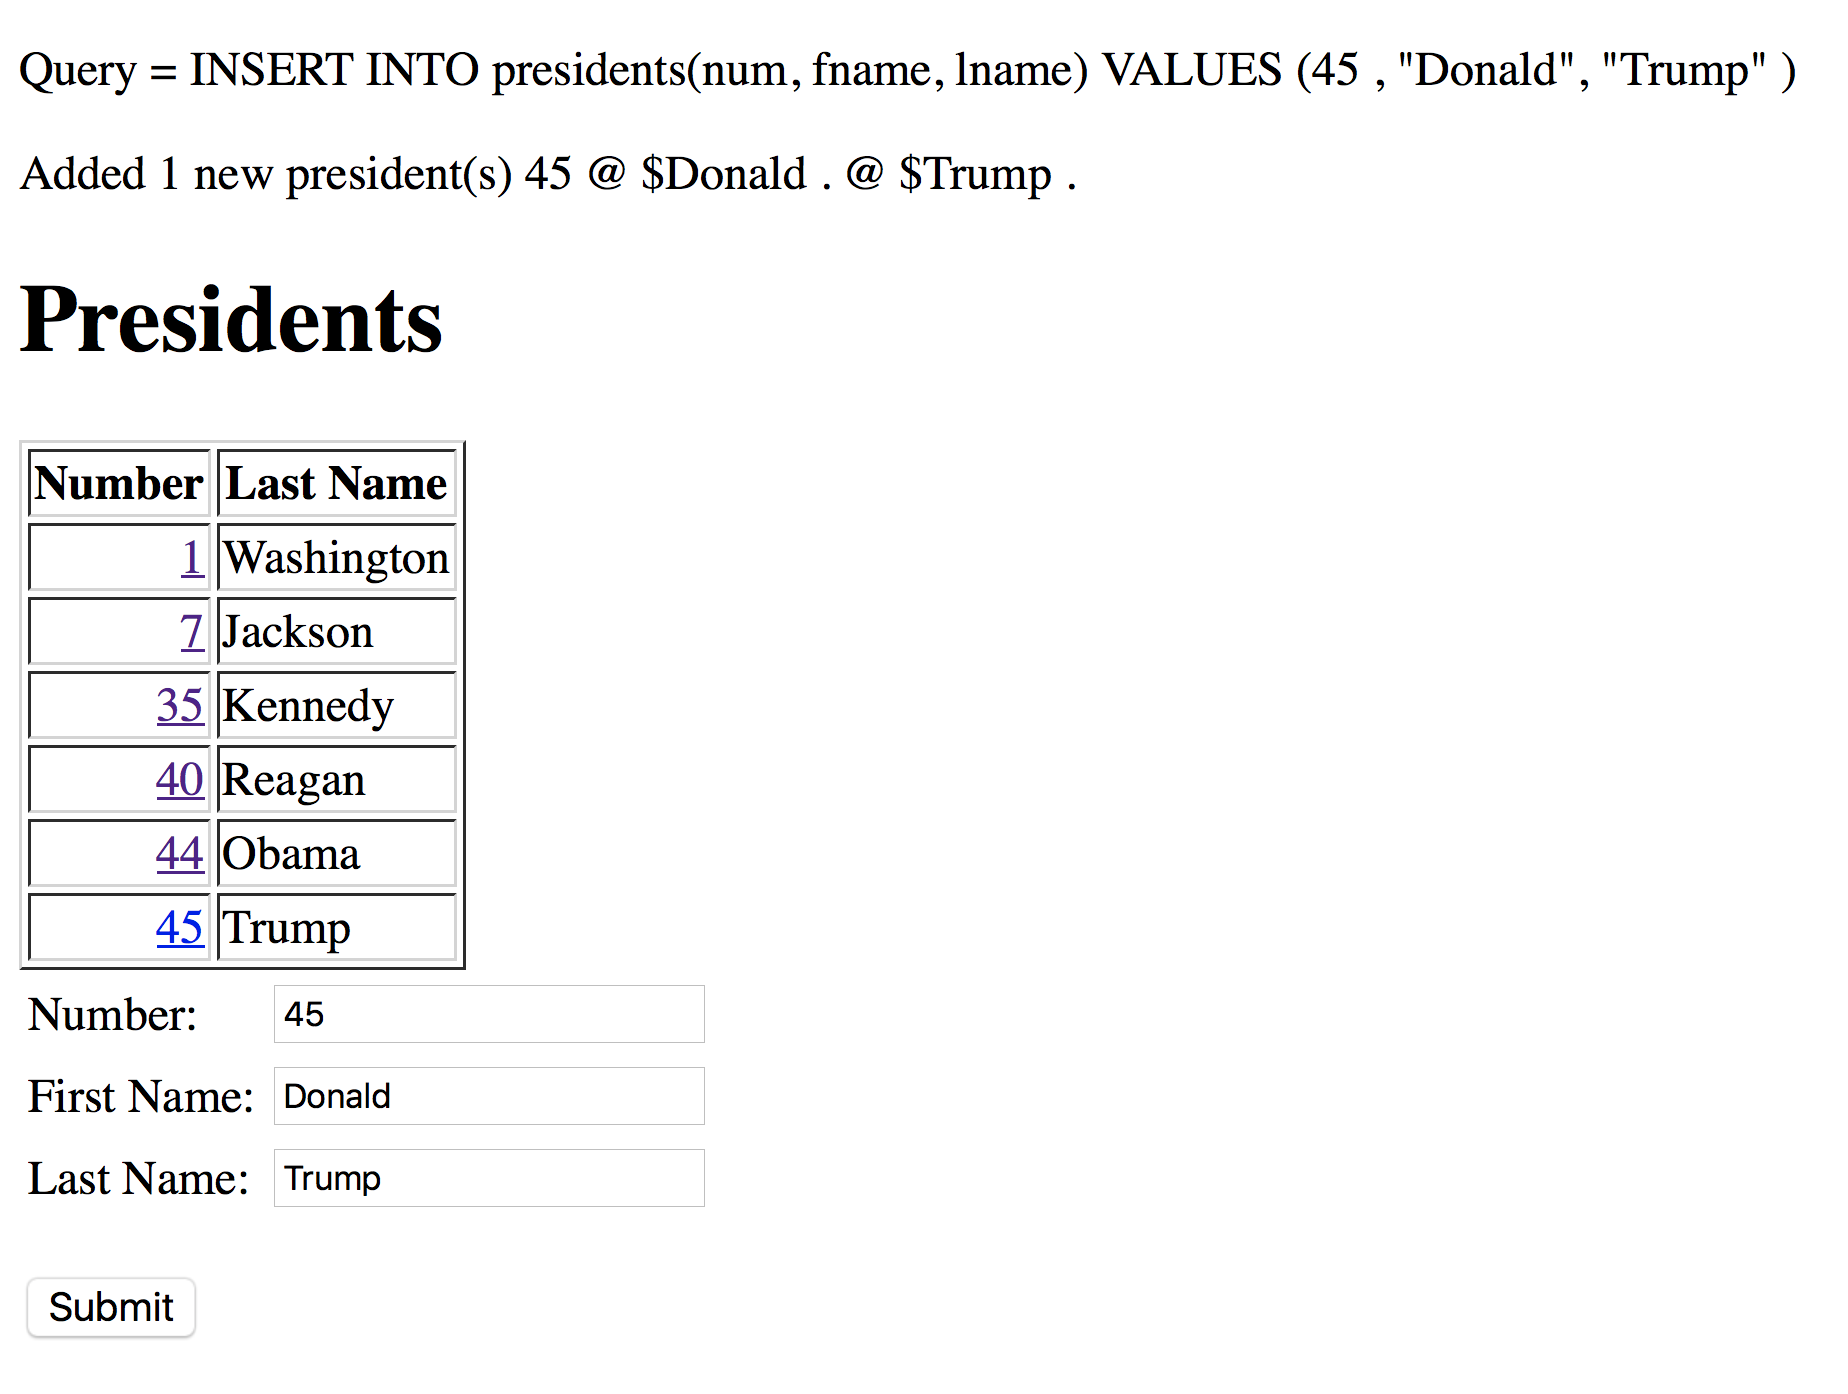 Query = INSERT INTO presidents(num, fname, lname) VALUES (45 , "Donald", "Trump" )
Added 1 new president(s) 45 @ $Donald . @ $Trump .
Presidents
Number Last Name
1 Washington
7 Jackson
35 Kennedy
40 Reagan
44 Obama
45 Trump
Number: 45
First Name: Donald
Last Name: Trump
Submit